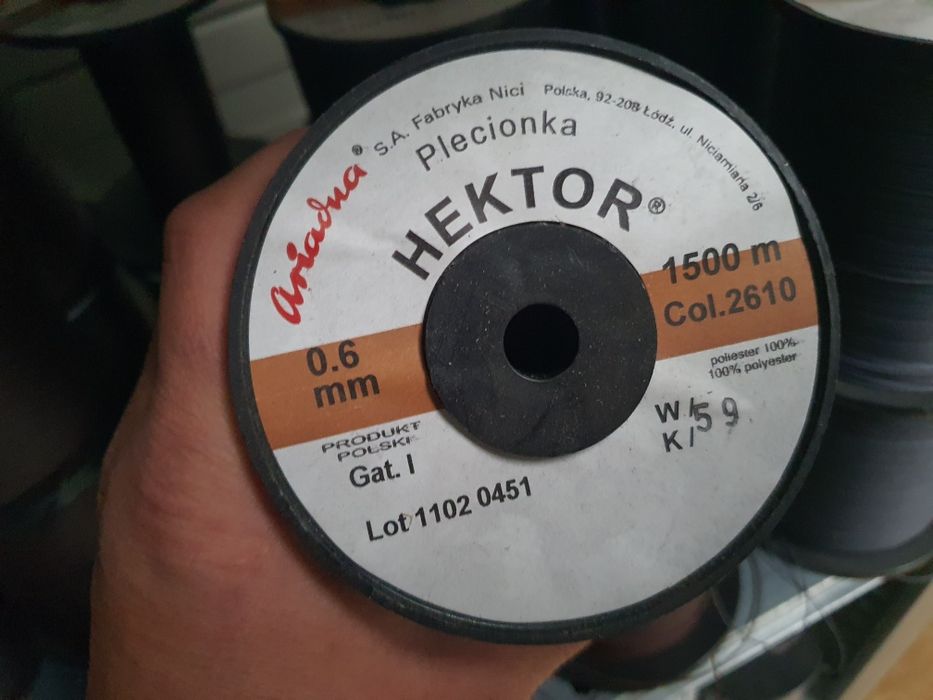 Ariadna® S.A. Fabryka Nici Polska, 92-208 Łódź, ul. Niciarniana 2/6
Plecionka
HEKTOR®
0.6
mm
1500 m
Col.2610
poliester 100%
100% polyester
PRODUKT
POLSKI
Gat. I
W/59
K/
Lot 1102 0451